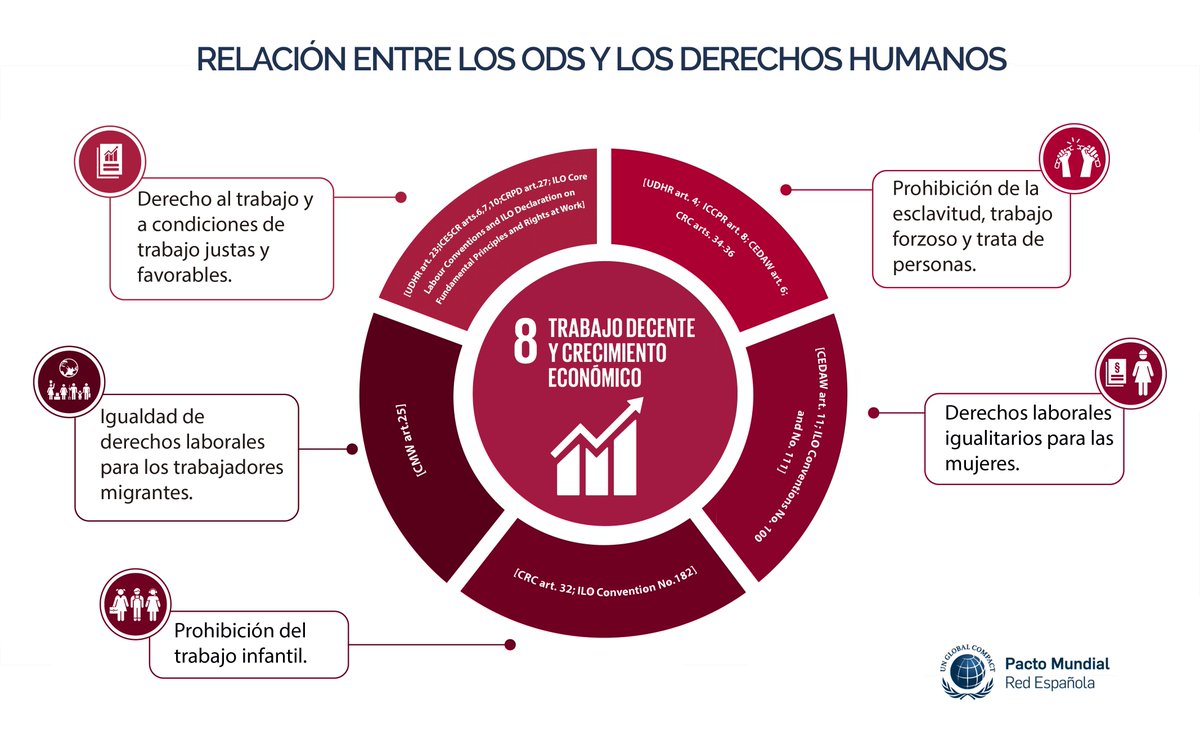 RELACIÓN ENTRE LOS ODS Y LOS DERECHOS HUMANOS
Derecho al trabajo y
a condiciones de
trabajo justas y
favorables.
[UDHR art. 23;ICESCR arts.6,7,10:CRPD art.27; ILO Core
Labour Conventions and ILO Declaration on
Fundamental Principles and Rights at Work]
[UDHR art. 4; ICCPR art. 8; CEDAW art. 6;
CRC arts. 34-36
Prohibición de la
esclavitud, trabajo
forzoso y trata de
personas.
8 TRABAJO DECENTE
Y CRECIMIENTO
ECONÓMICO
Igualdad de
derechos laborales
para los trabajadores
migrantes.
[CMW art.25]
[CEDAW art. 11; ILO Conventions No. 100
and No. 111]
§
Derechos laborales
igualitarios para las
mujeres.
[CRC art. 32; ILO Convention No.182]
Prohibición del
trabajo infantil.
UN GLOBAL COMPACT
Pacto Mundial
Red Española